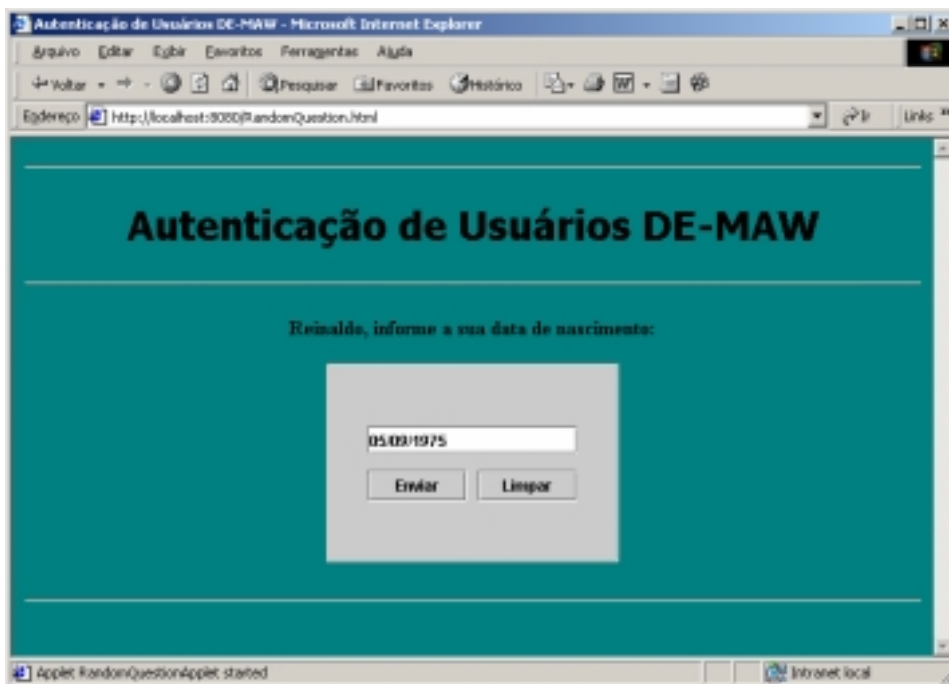 Autenticação de Usuários DE-MAW - Microsoft Internet Explorer
Arquivo Editar Exibir Favoritos Ferramentas Ajuda
Voltar Pesquisar Favoritos Histórico
Endereço http://localhost:8080/RandomQuestion.html Ir Links
Autenticação de Usuários DE-MAW
Reinaldo, informe a sua data de nascimento:
05/09/1975
Enviar Limpar
Applet RandomQuestionApplet started Intranet local